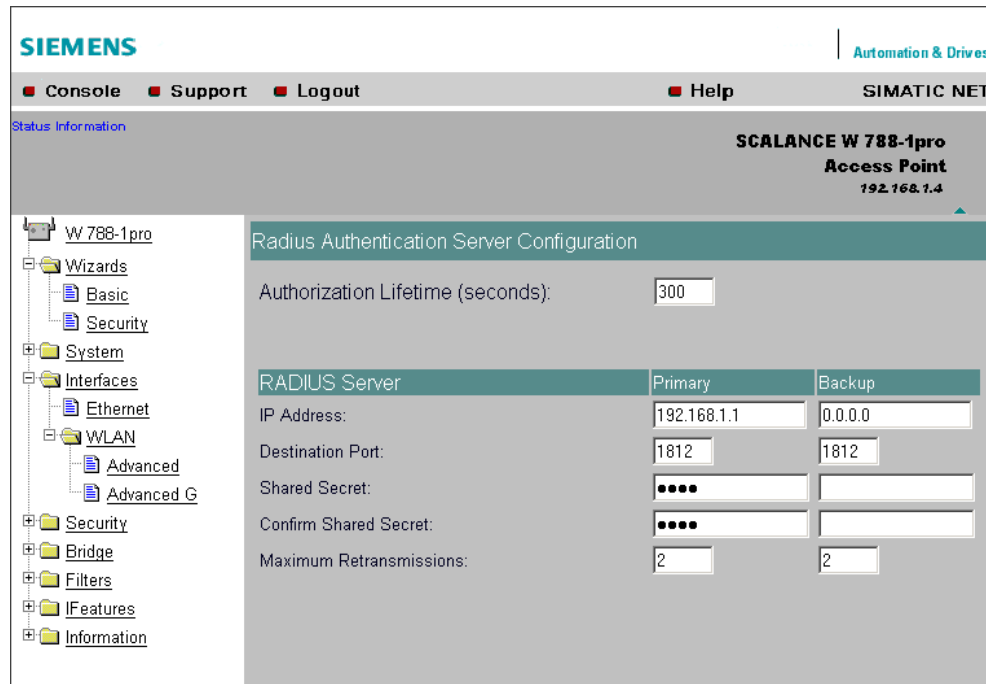 SIEMENS
Automation & Drives
Console Support Logout Help SIMATIC NET
Status Information
SCALANCE W 788-1pro
Access Point
192.168.1.4
W 788-1pro
Wizards
Basic
Security
System
Interfaces
Ethernet
WLAN
Advanced
Advanced G
Security
Bridge
Filters
IFeatures
Information
Radius Authentication Server Configuration
Authorization Lifetime (seconds): 300
RADIUS Server Primary Backup
IP Address: 192.168.1.1 0.0.0.0
Destination Port: 1812 1812
Shared Secret: ●●●●
Confirm Shared Secret: ●●●●
Maximum Retransmissions: 2 2